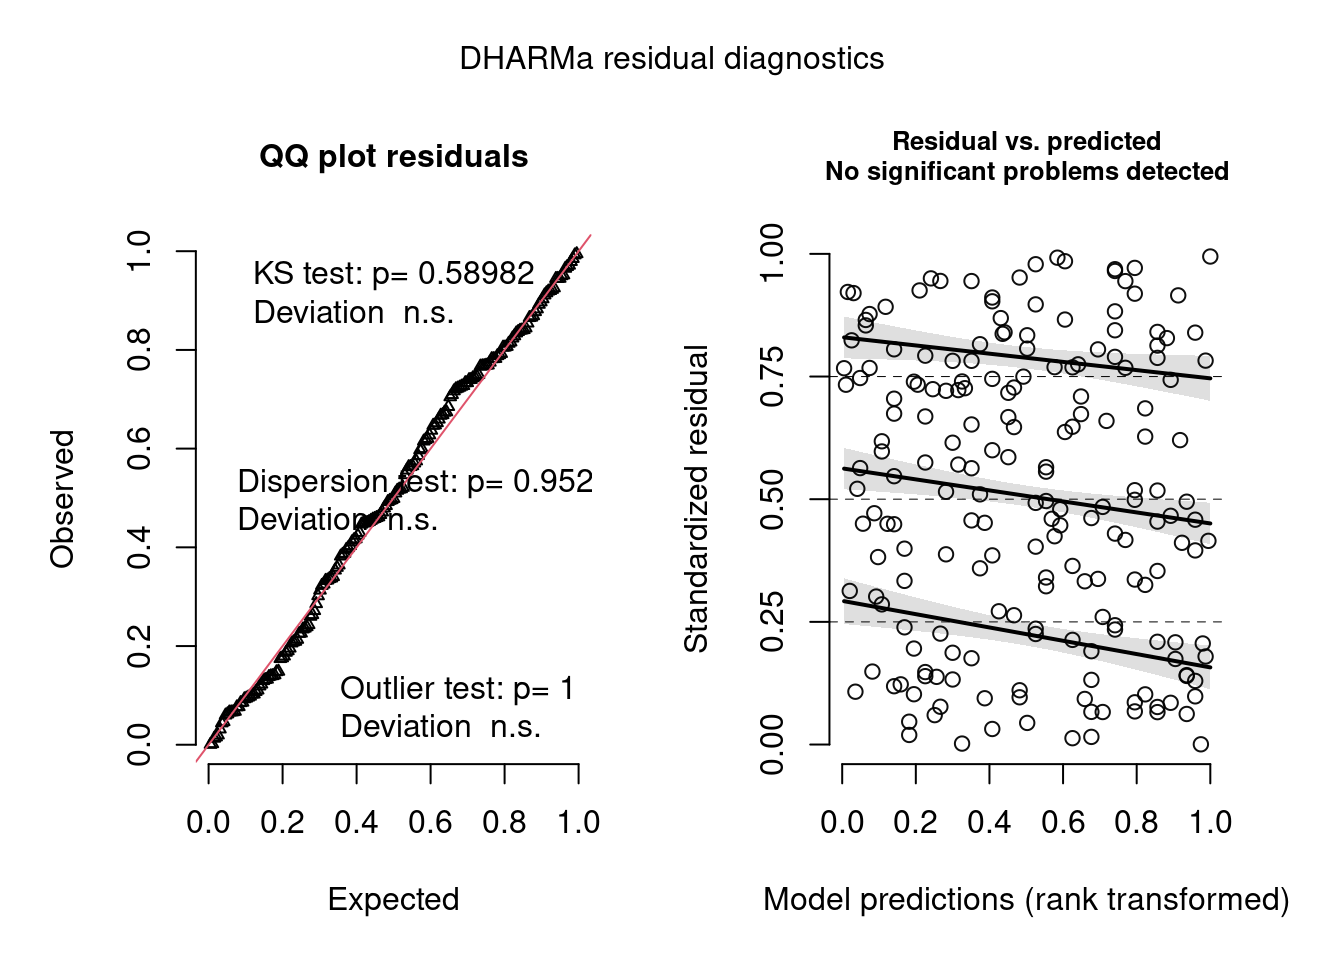 DHARMa residual diagnostics
QQ plot residuals
KS test: p= 0.58982
Deviation  n.s.
Dispersion test: p= 0.952
Deviation  n.s.
Outlier test: p= 1
Deviation  n.s.
Observed
0.0 0.2 0.4 0.6 0.8 1.0
0.0 0.2 0.4 0.6 0.8 1.0
Expected
Residual vs. predicted
No significant problems detected
Standardized residual
0.00 0.25 0.50 0.75 1.00
0.0 0.2 0.4 0.6 0.8 1.0
Model predictions (rank transformed)